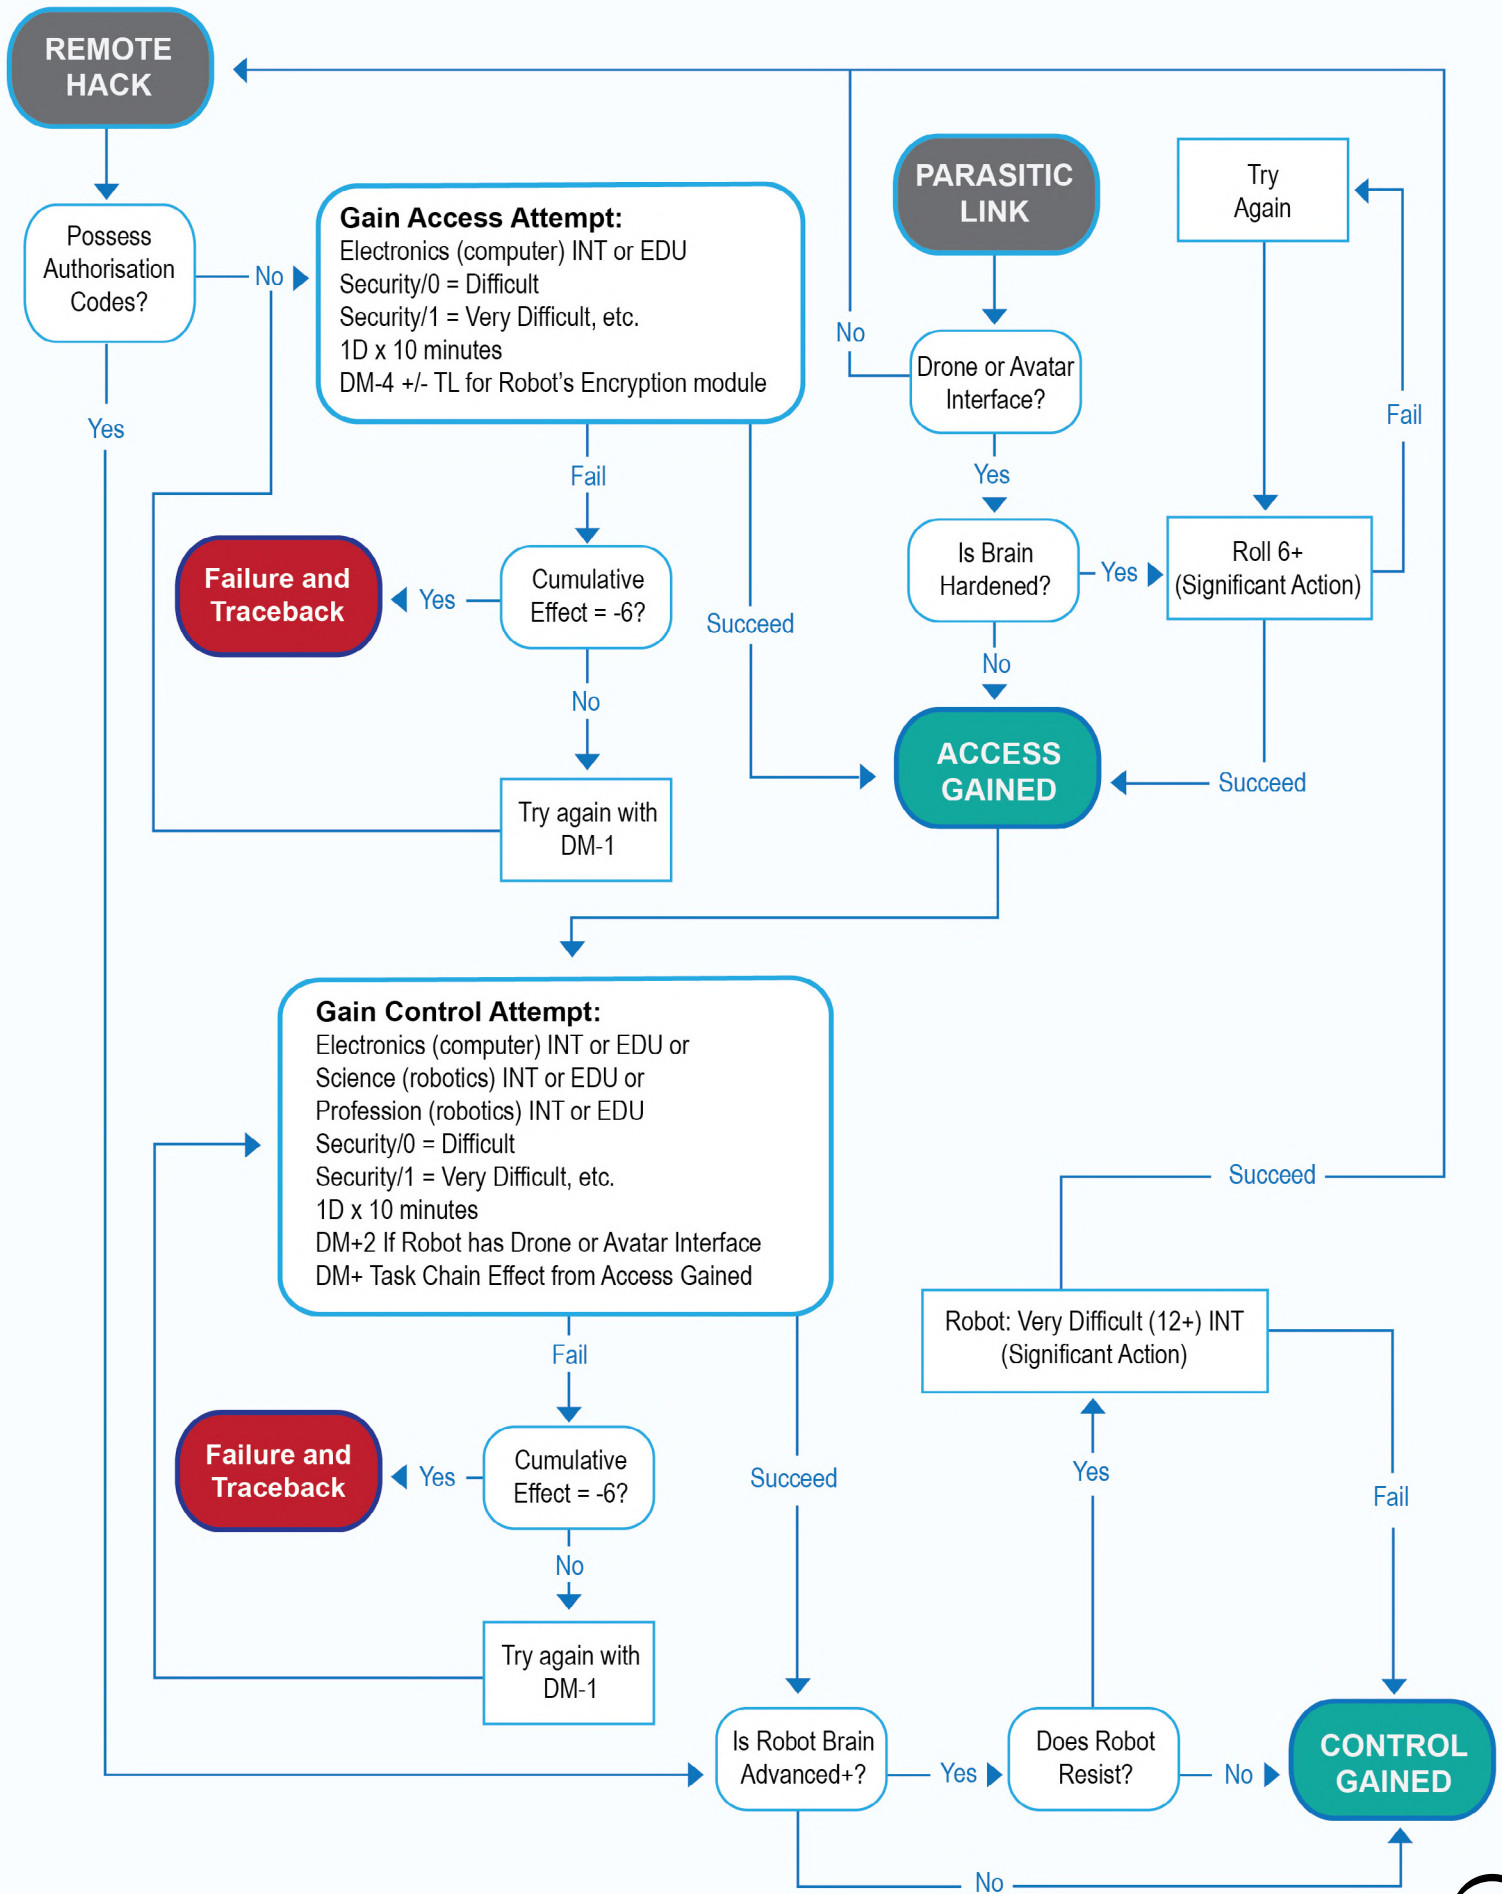 REMOTE
HACK
Possess
Authorisation
Codes?
No
Yes
Gain Access Attempt:
Electronics (computer) INT or EDU
Security/0 = Difficult
Security/1 = Very Difficult, etc.
1D x 10 minutes
DM-4 +/- TL for Robot's Encryption module
Fail
Succeed
Cumulative
Effect = -6?
Yes
Failure and
Traceback
No
Try again with
DM-1
PARASITIC
LINK
Drone or Avatar
Interface?
No
Yes
Is Brain
Hardened?
Yes
No
Try
Again
Roll 6+
(Significant Action)
Fail
Succeed
ACCESS
GAINED
Gain Control Attempt:
Electronics (computer) INT or EDU or
Science (robotics) INT or EDU or
Profession (robotics) INT or EDU
Security/0 = Difficult
Security/1 = Very Difficult, etc.
1D x 10 minutes
DM+2 If Robot has Drone or Avatar Interface
DM+ Task Chain Effect from Access Gained
Fail
Succeed
Cumulative
Effect = -6?
Yes
Failure and
Traceback
No
Try again with
DM-1
Is Robot Brain
Advanced+?
Yes
No
Does Robot
Resist?
Yes
No
Robot: Very Difficult (12+) INT
(Significant Action)
Succeed
Fail
CONTROL
GAINED